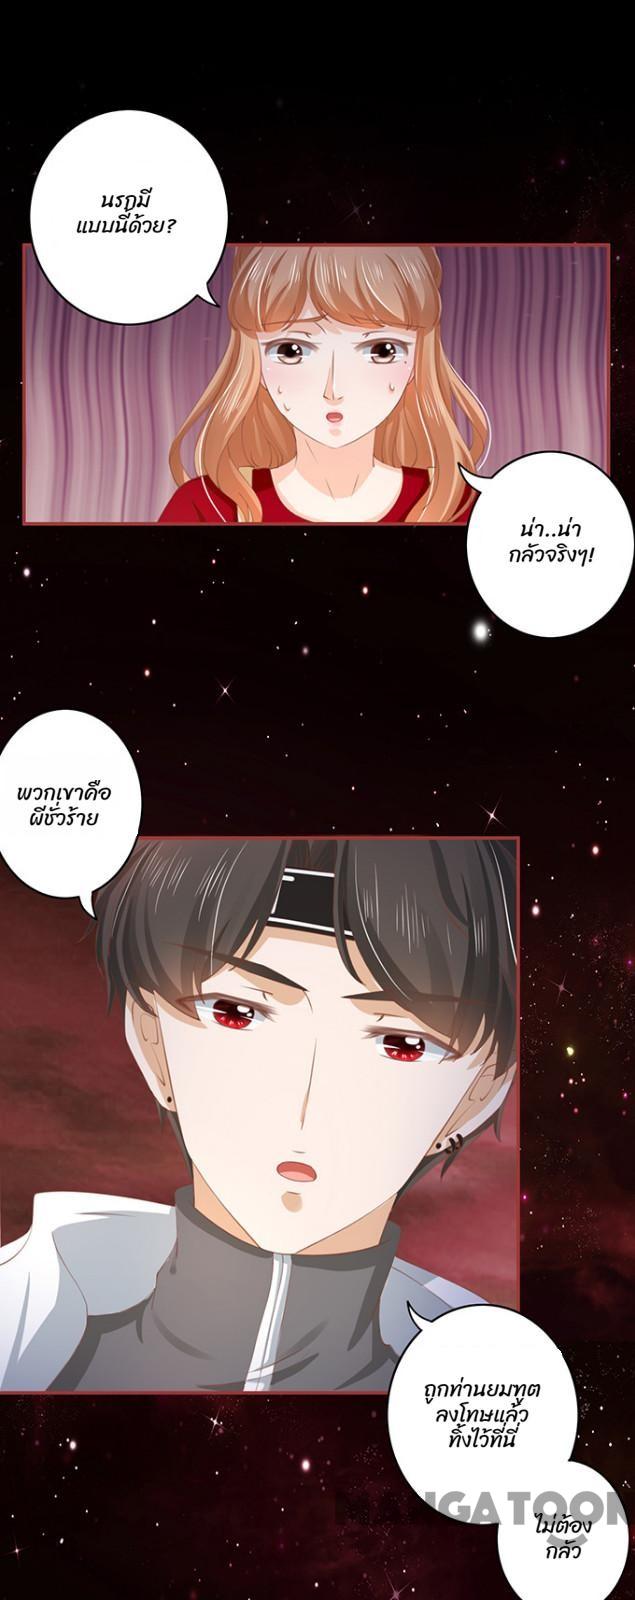 นรกมี
แบบนี้ด้วย?
น่า..น่า
กลัวจริงๆ!
พวกเขาคือ
ผีชั่วร้าย
ถูกท่านยมทูต
ลงโทษแล้ว
ทิ้งไว้ที่นี่
MANGATOON
ไม่ต้อง
กลัว